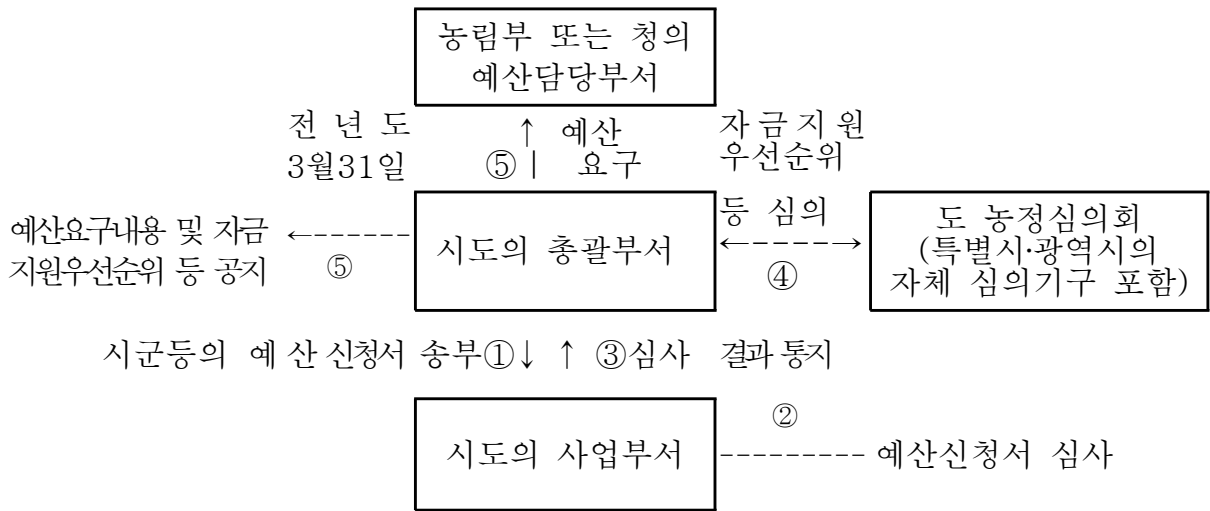 농림부 또는 청의
예산담당부서
전 년 도 ↑ 예산 자금지원
3월31일 ⑤ | 요구 우선순위
등 심의
예산요구내용 및 자금 ←----- 시도의 총괄부서 ←----→ 도 농정심의회
지원우선순위 등 공지 ⑤ ④ (특별시·광역시의
자체 심의기구 포함)
시군등의 예 산 신청서 송부①↓ ↑ ③심사 결과 통지
②
시도의 사업부서 --------- 예산신청서 심사